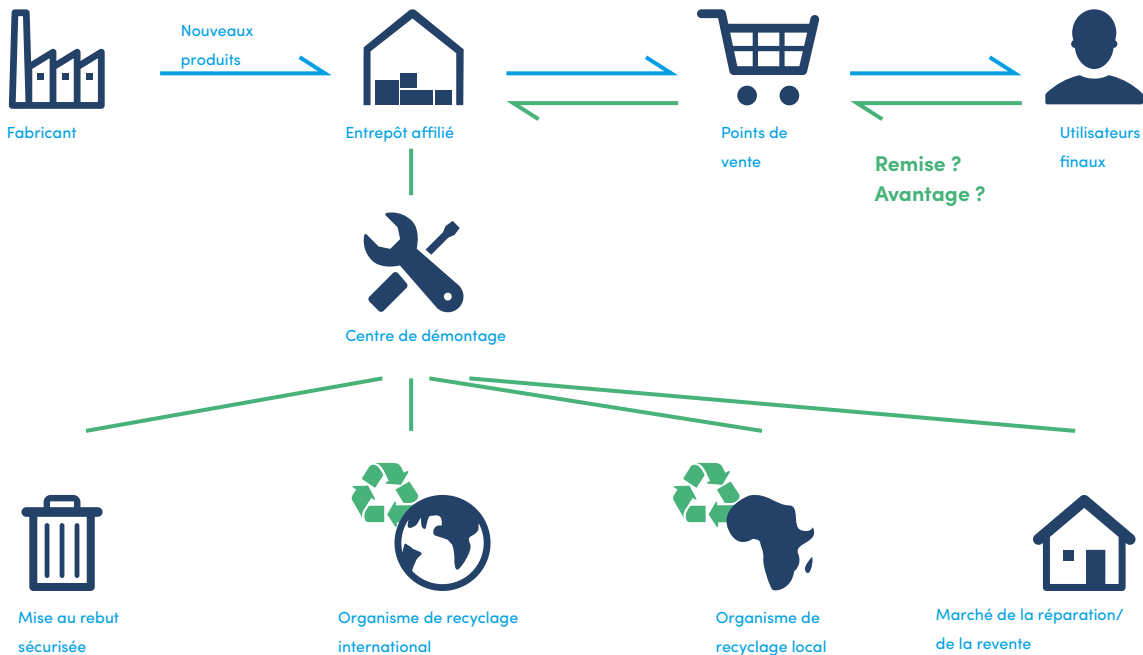 Nouveaux
produits
Fabricant
Entrepôt affilié
Points de
vente
Utilisateurs
finaux
Remise ?
Avantage ?
Centre de démontage
Mise au rebut
sécurisée
Organisme de recyclage
international
Organisme de
recyclage local
Marché de la réparation/
de la revente